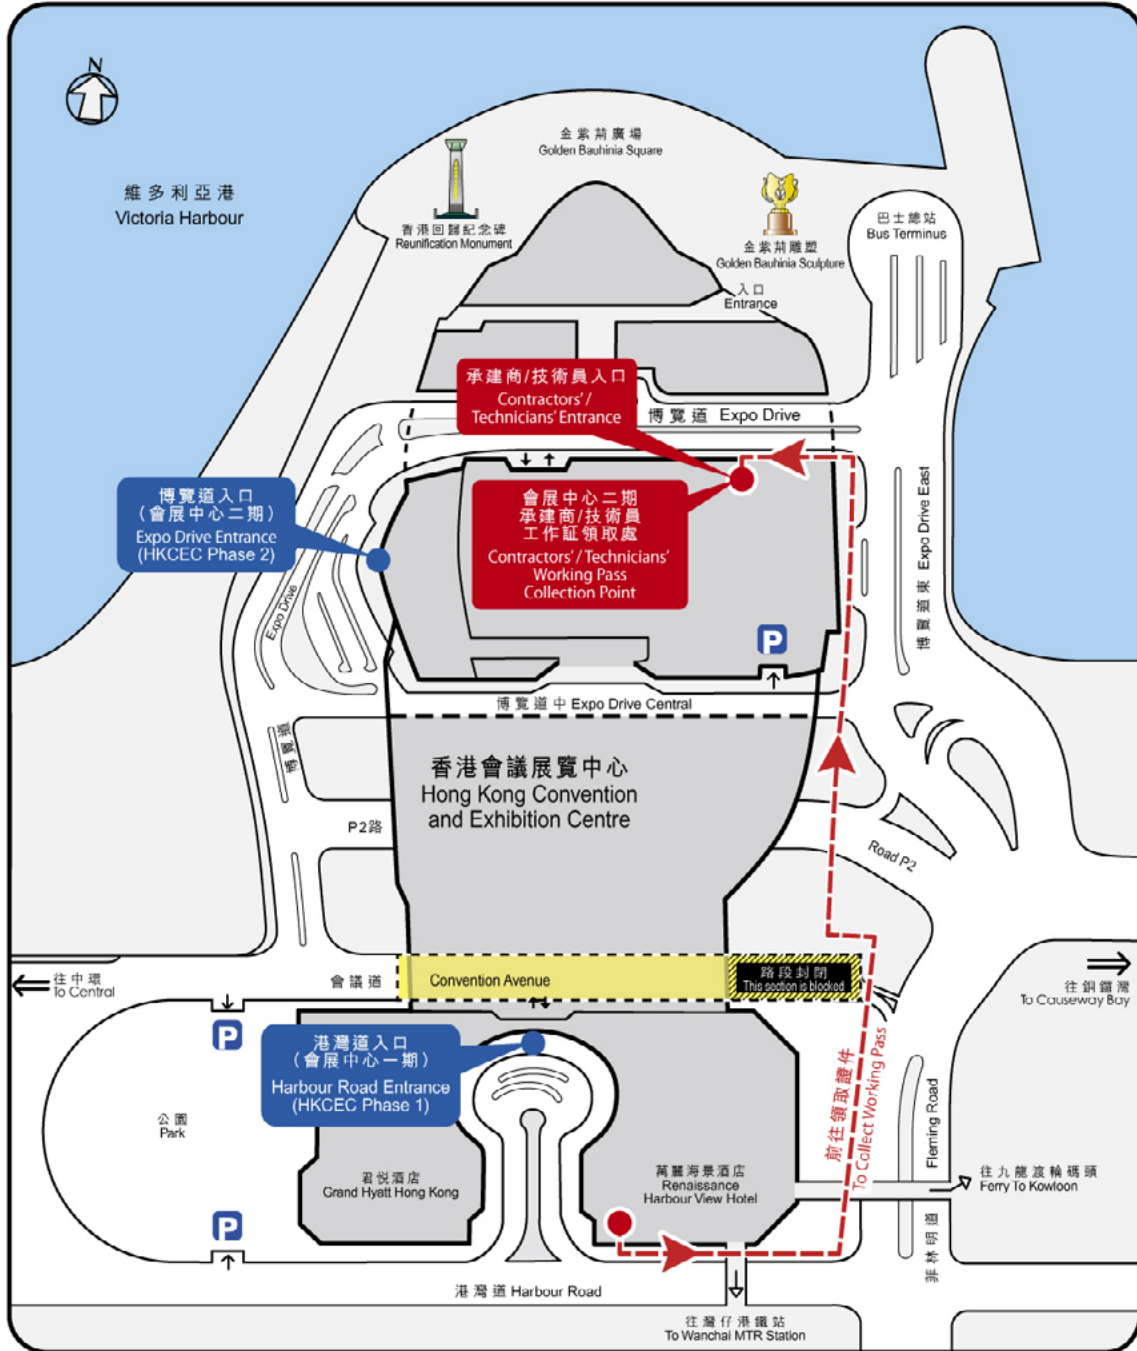 N
金紫荊廣場
Golden Bauhinia Square
維多利亞港
Victoria Harbour
香港回歸紀念碑
Reunification Monument
金紫荊雕塑
Golden Bauhinia Sculpture
巴士總站
Bus Terminus
入口
Entrance
承建商/技術員入口
Contractors'/
Technicians' Entrance
博覽道 Expo Drive
博覽道入口
(會展中心二期)
Expo Drive Entrance
(HKCEC Phase 2)
會展中心二期
承建商/技術員
工作証領取處
Contractors'/Technicians'
Working Pass
Collection Point
博覽道東 Expo Drive East
Expo Drive
P
博覽道中 Expo Drive Central
博覽道
香港會議展覽中心
Hong Kong Convention
and Exhibition Centre
P2路
Road P2
往中環
To Central
會議道
Convention Avenue
路段封閉
This section is blocked
往銅鑼灣
To Causeway Bay
P
港灣道入口
(會展中心一期)
Harbour Road Entrance
(HKCEC Phase 1)
前往領取證件
To Collect Working Pass
Fleming Road
菲林明道
公園
Park
君悅酒店
Grand Hyatt Hong Kong
萬麗海景酒店
Renaissance
Harbour View Hotel
往九龍渡輪碼頭
Ferry To Kowloon
P
港灣道 Harbour Road
往灣仔港鐵站
To Wanchai MTR Station